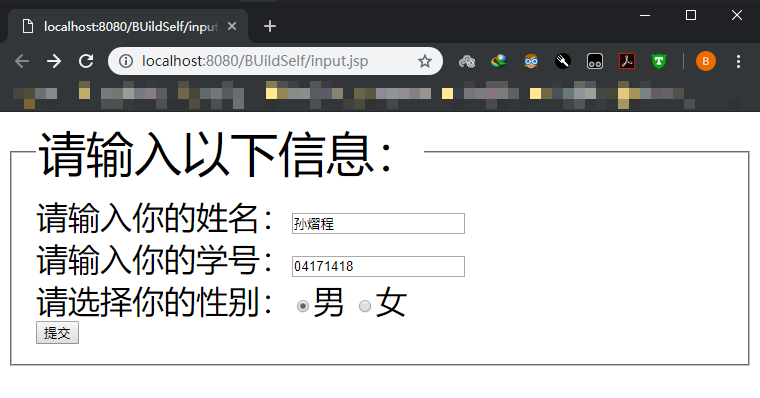 localhost:8080/BUildSelf/input
localhost:8080/BUildSelf/input.jsp
B
请输入以下信息：
请输入你的姓名：孙熠程
请输入你的学号：04171418
请选择你的性别：男 女
提交